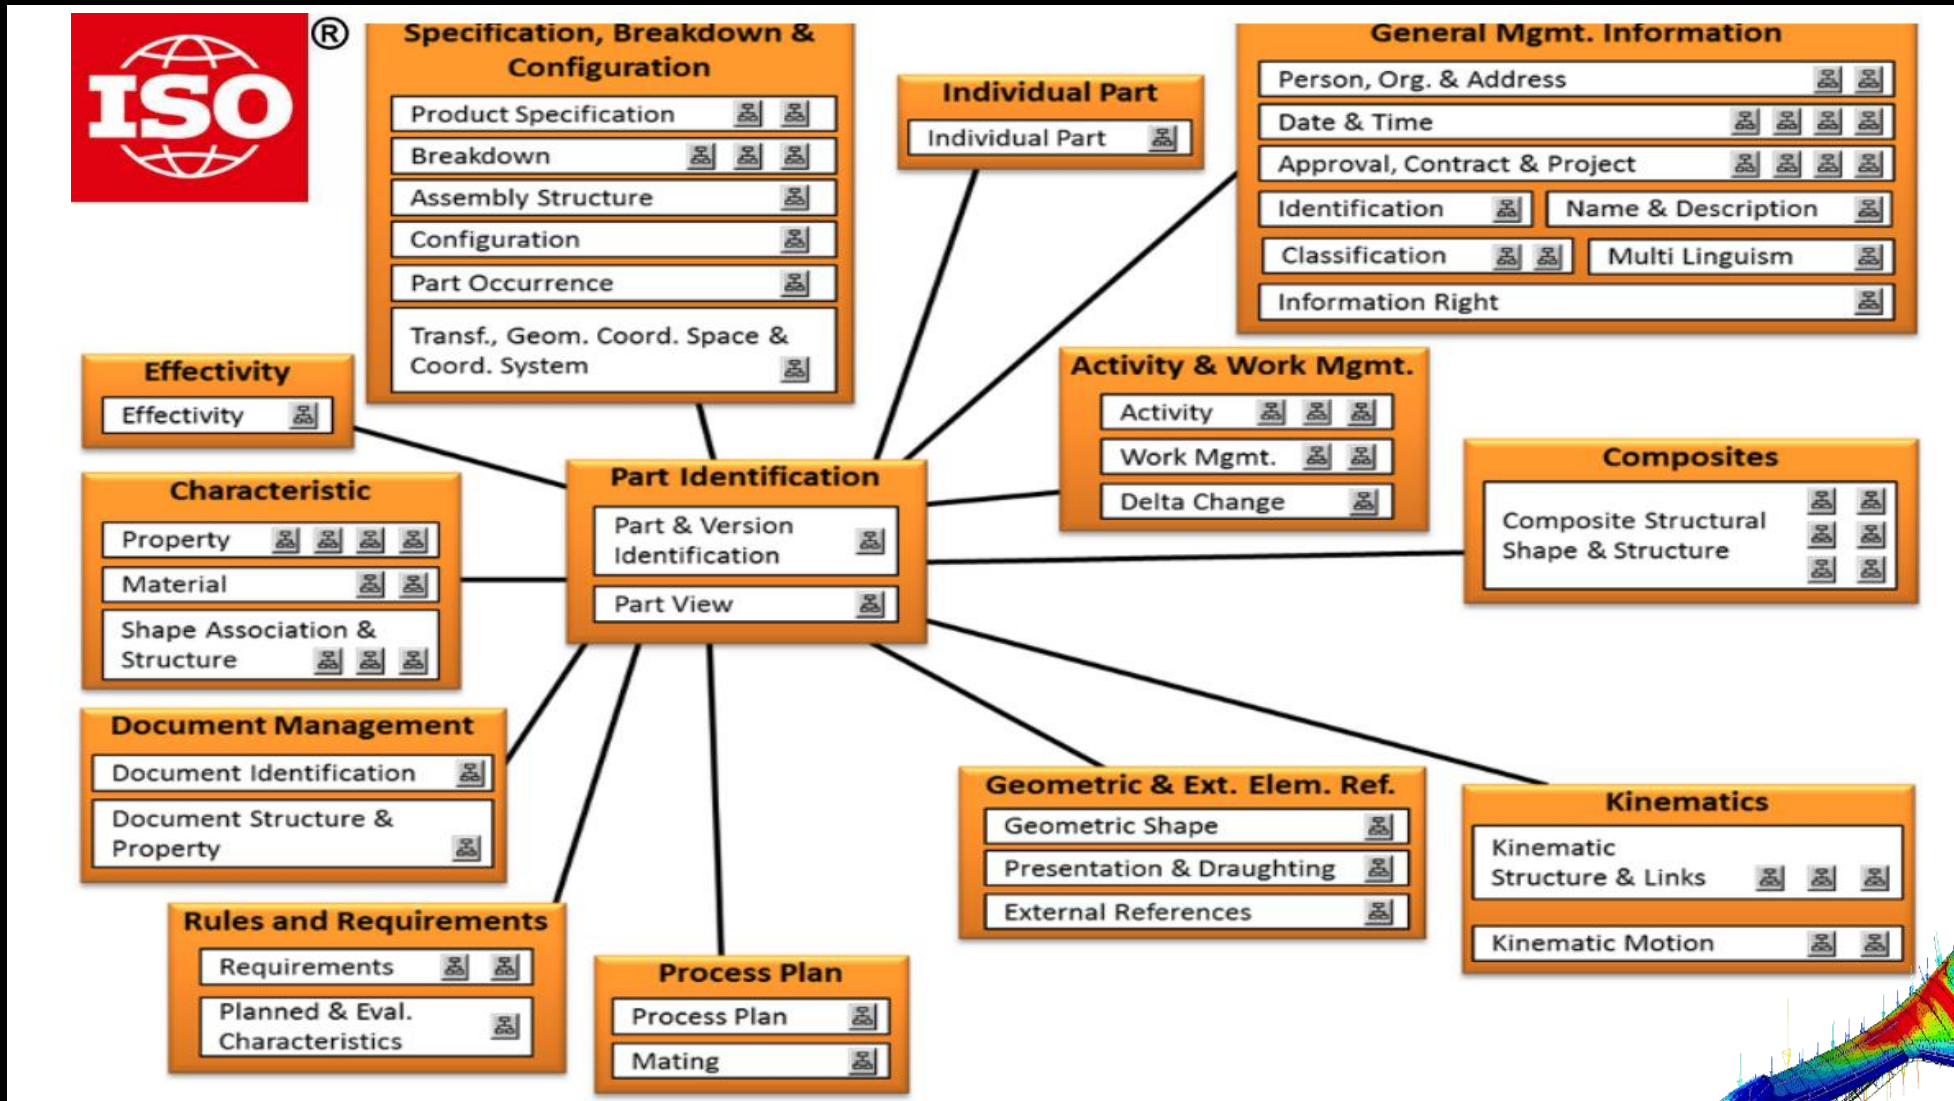 ISO
®
Specification, Breakdown &
Configuration
Product Specification
Breakdown
Assembly Structure
Configuration
Part Occurrence
Transf., Geom. Coord. Space &
Coord. System
Individual Part
Individual Part
General Mgmt. Information
Person, Org. & Address
Date & Time
Approval, Contract & Project
Identification
Name & Description
Classification
Multi Linguism
Information Right
Effectivity
Effectivity
Activity & Work Mgmt.
Activity
Work Mgmt.
Delta Change
Composites
Composite Structural
Shape & Structure
Characteristic
Property
Material
Shape Association &
Structure
Part Identification
Part & Version
Identification
Part View
Document Management
Document Identification
Document Structure &
Property
Geometric & Ext. Elem. Ref.
Geometric Shape
Presentation & Draughting
External References
Kinematics
Kinematic
Structure & Links
Kinematic Motion
Rules and Requirements
Requirements
Planned & Eval.
Characteristics
Process Plan
Process Plan
Mating